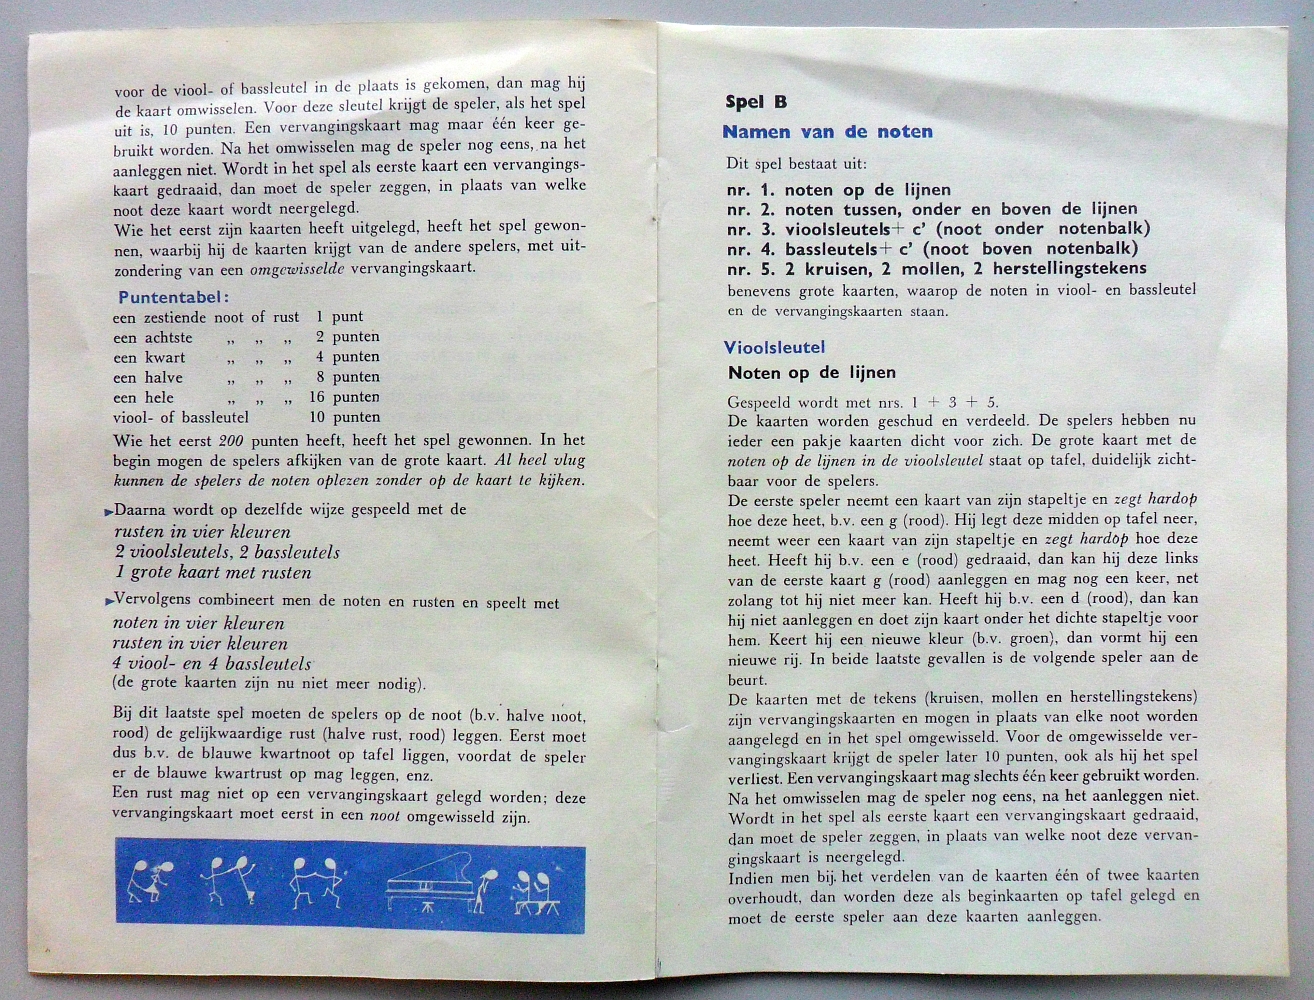 voor de viool- of bassleutel in de plaats is gekomen, dan mag hij
de kaart omwisselen. Voor deze sleutel krijgt de speler, als het spel
uit is, 10 punten. Een vervangingskaart mag maar één keer ge-
bruikt worden. Na het omwisselen mag de speler nog eens, na het
aanleggen niet. Wordt in het spel als eerste kaart een vervangings-
kaart gedraaid, dan moet de speler zeggen, in plaats van welke
noot deze kaart wordt neergelegd.
Wie het eerst zijn kaarten heeft uitgelegd, heeft het spel gewon-
nen, waarbij hij de kaarten krijgt van de andere spelers, met uit-
zondering van een omgewisselde vervangingskaart.
Puntentabel:
een zestiende noot of rust 1 punt
een achtste „ „ „ 2 punten
een kwart „ „ „ 4 punten
een halve „ „ „ 8 punten
een hele „ „ „ 16 punten
viool- of bassleutel 10 punten
Wie het eerst 200 punten heeft, heeft het spel gewonnen. In het
begin mogen de spelers afkijken van de grote kaart. Al heel vlug
kunnen de spelers de noten oplezen zonder op de kaart te kijken.
▶Daarna wordt op dezelfde wijze gespeeld met de
rusten in vier kleuren
2 vioolsleutels, 2 bassleutels
1 grote kaart met rusten
▶Vervolgens combineert men de noten en rusten en speelt met
noten in vier kleuren
rusten in vier kleuren
4 viool- en 4 bassleutels
(de grote kaarten zijn nu niet meer nodig).
Bij dit laatste spel moeten de spelers op de noot (b.v. halve noot,
rood) de gelijkwaardige rust (halve rust, rood) leggen. Eerst moet
dus b.v. de blauwe kwartnoot op tafel liggen, voordat de speler
er de blauwe kwartrust op mag leggen, enz.
Een rust mag niet op een vervangingskaart gelegd worden; deze
vervangingskaart moet eerst in een noot omgewisseld zijn.
Spel B
Namen van de noten
Dit spel bestaat uit:
nr. 1. noten op de lijnen
nr. 2. noten tussen, onder en boven de lijnen
nr. 3. vioolsleutels+ c' (noot onder notenbalk)
nr. 4. bassleutels+ c' (noot boven notenbalk)
nr. 5. 2 kruisen, 2 mollen, 2 herstellingstekens
benevens grote kaarten, waarop de noten in viool- en bassleutel
en de vervangingskaarten staan.
Vioolsleutel
Noten op de lijnen
Gespeeld wordt met nrs. 1 + 3 + 5.
De kaarten worden geschud en verdeeld. De spelers hebben nu
ieder een pakje kaarten dicht voor zich. De grote kaart met de
noten op de lijnen in de vioolsleutel staat op tafel, duidelijk zicht-
baar voor de spelers.
De eerste speler neemt een kaart van zijn stapeltje en zegt hardop
hoe deze heet, b.v. een g (rood). Hij legt deze midden op tafel neer,
neemt weer een kaart van zijn stapeltje en zegt hardop hoe deze
heet. Heeft hij b.v. een e (rood) gedraaid, dan kan hij deze links
van de eerste kaart g (rood) aanleggen en mag nog een keer, net
zolang tot hij niet meer kan. Heeft hij b.v. een d (rood), dan kan
hij niet aanleggen en doet zijn kaart onder het dichte stapeltje voor
hem. Keert hij een nieuwe kleur (b.v. groen), dan vormt hij een
nieuwe rij. In beide laatste gevallen is de volgende speler aan de
beurt.
De kaarten met de tekens (kruisen, mollen en herstellingstekens)
zijn vervangingskaarten en mogen in plaats van elke noot worden
aangelegd en in het spel omgewisseld. Voor de omgewisselde ver-
vangingskaart krijgt de speler later 10 punten, ook als hij het spel
verliest. Een vervangingskaart mag slechts één keer gebruikt worden.
Na het omwisselen mag de speler nog eens, na het aanleggen niet.
Wordt in het spel als eerste kaart een vervangingskaart gedraaid,
dan moet de speler zeggen, in plaats van welke noot deze vervan-
gingskaart is neergelegd.
Indien men bij het verdelen van de kaarten één of twee kaarten
overhoudt, dan worden deze als beginkaarten op tafel gelegd en
moet de eerste speler aan deze kaarten aanleggen.